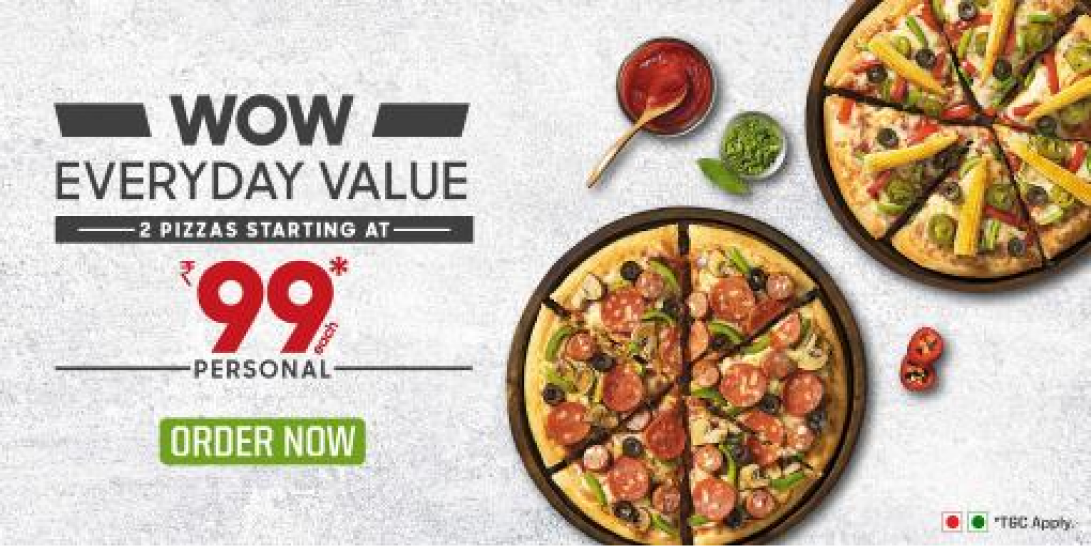 WOW
EVERYDAY VALUE
2 PIZZAS STARTING AT
₹99* each
PERSONAL
ORDER NOW
*T&C Apply.